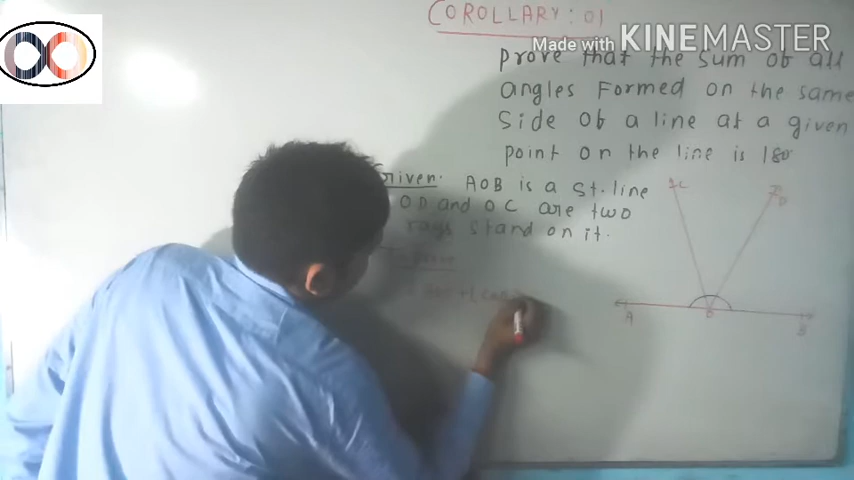 COROLLARY: 01
Made with KINEMASTER
Prove that the sum of all
angles Formed on the same
side of a line at a given
point on the line is 180°
Given: AOB is a st. line
OD and OC are two
rays stand on it.
C
D
A
O
B